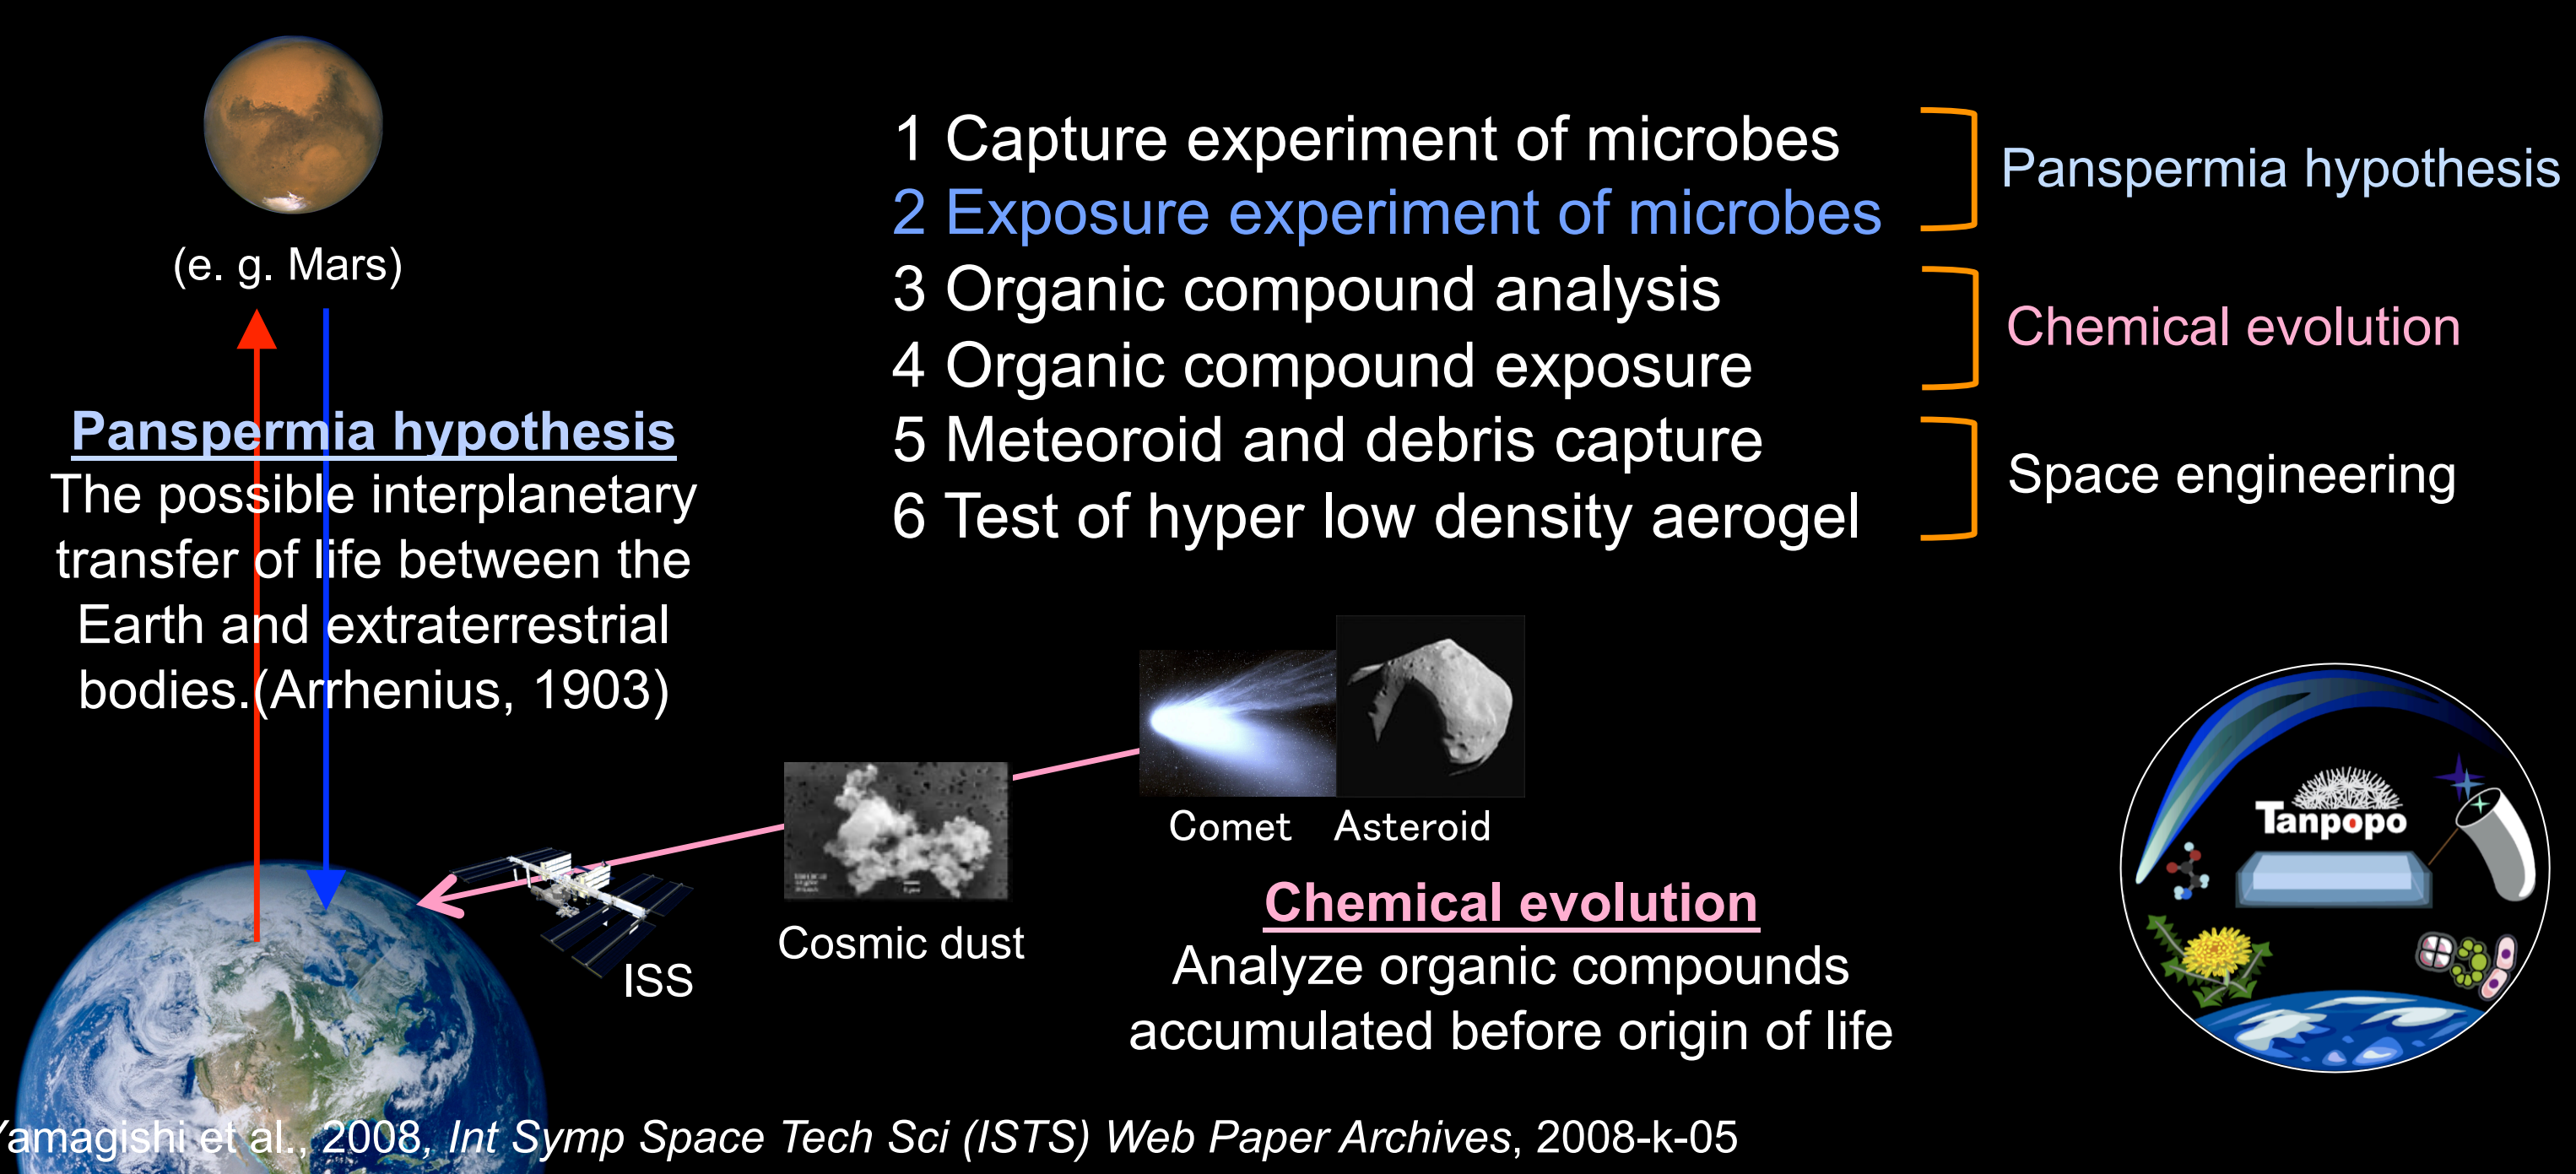 (e. g. Mars)
Panspermia hypothesis
The possible interplanetary
transfer of life between the
Earth and extraterrestrial
bodies.(Arrhenius, 1903)
1 Capture experiment of microbes
2 Exposure experiment of microbes
3 Organic compound analysis
4 Organic compound exposure
5 Meteoroid and debris capture
6 Test of hyper low density aerogel
Panspermia hypothesis
Chemical evolution
Space engineering
Comet Asteroid
Cosmic dust
ISS
Chemical evolution
Analyze organic compounds
accumulated before origin of life
Tanpopo
Yamagishi et al., 2008, Int Symp Space Tech Sci (ISTS) Web Paper Archives, 2008-k-05